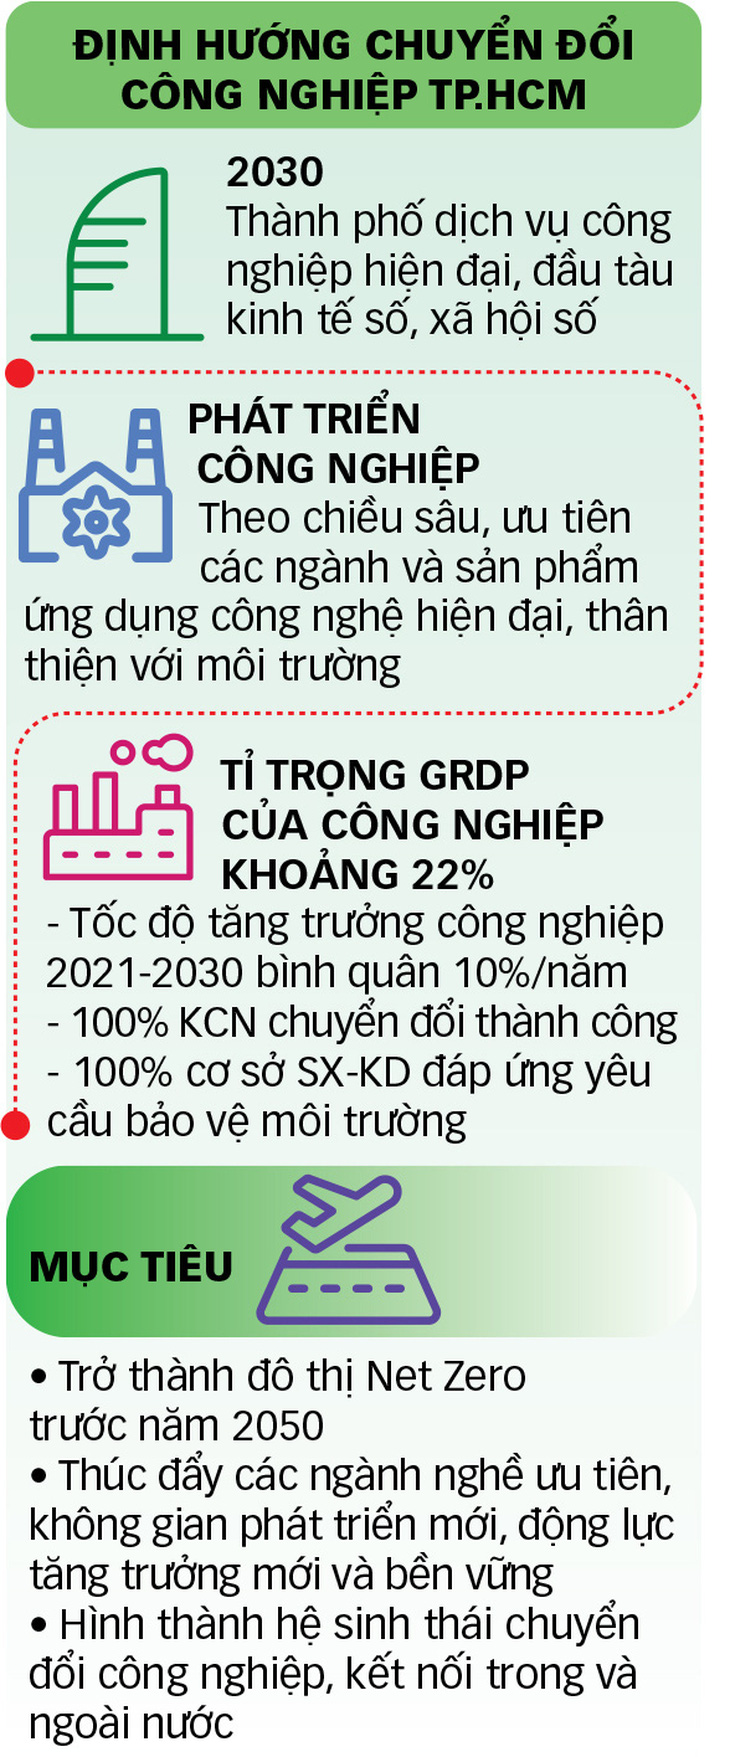 ĐỊNH HƯỚNG CHUYỂN ĐỔI
CÔNG NGHIỆP TP.HCM
2030
Thành phố dịch vụ công
nghiệp hiện đại, đầu tàu
kinh tế số, xã hội số
PHÁT TRIỂN
CÔNG NGHIỆP
Theo chiều sâu, ưu tiên
các ngành và sản phẩm
ứng dụng công nghệ hiện đại, thân
thiện với môi trường
TỈ TRỌNG GRDP
CỦA CÔNG NGHIỆP
KHOẢNG 22%
- Tốc độ tăng trưởng công nghiệp
2021-2030 bình quân 10%/năm
- 100% KCN chuyển đổi thành công
- 100% cơ sở SX-KD đáp ứng yêu
cầu bảo vệ môi trường
MỤC TIÊU
• Trở thành đô thị Net Zero
trước năm 2050
• Thúc đẩy các ngành nghề ưu tiên,
không gian phát triển mới, động lực
tăng trưởng mới và bền vững
• Hình thành hệ sinh thái chuyển
đổi công nghiệp, kết nối trong và
ngoài nước